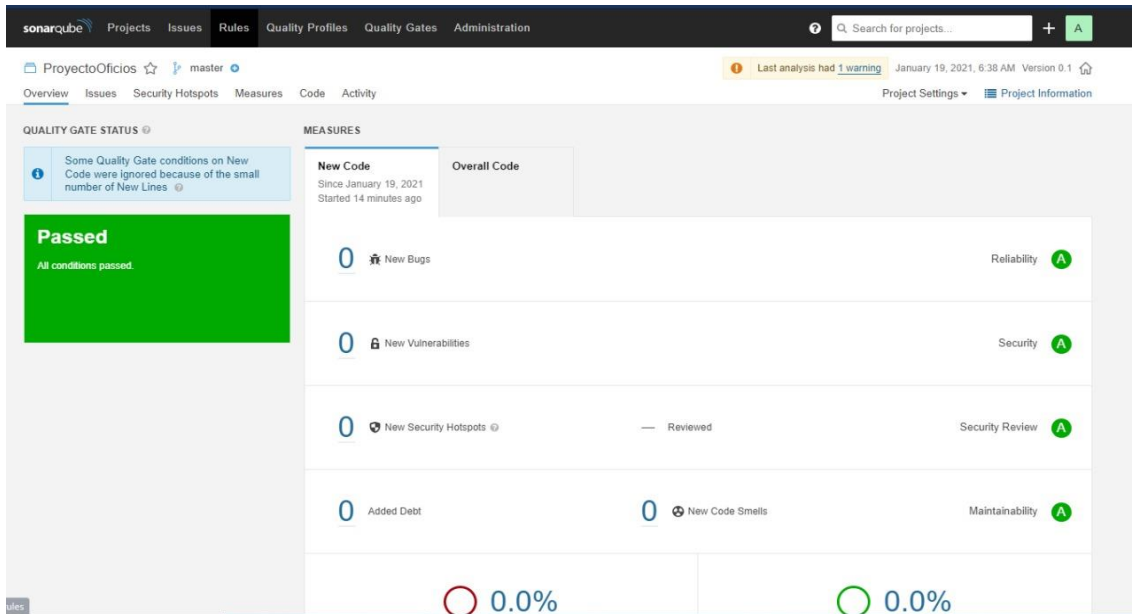 sonarqube Projects Issues Rules Quality Profiles Quality Gates Administration Search for projects... A
ProyectoOficios master Last analysis had 1 warning January 19, 2021, 6:38 AM Version 0.1
Overview Issues Security Hotspots Measures Code Activity Project Settings Project Information
QUALITY GATE STATUS
Some Quality Gate conditions on New
Code were ignored because of the small
number of New Lines
Passed
All conditions passed.
MEASURES
New Code
Since January 19, 2021
Started 14 minutes ago
Overall Code
0 New Bugs Reliability A
0 New Vulnerabilities Security A
0 New Security Hotspots — Reviewed Security Review A
0 Added Debt 0 New Code Smells Maintainability A
0.0% 0.0%
ules